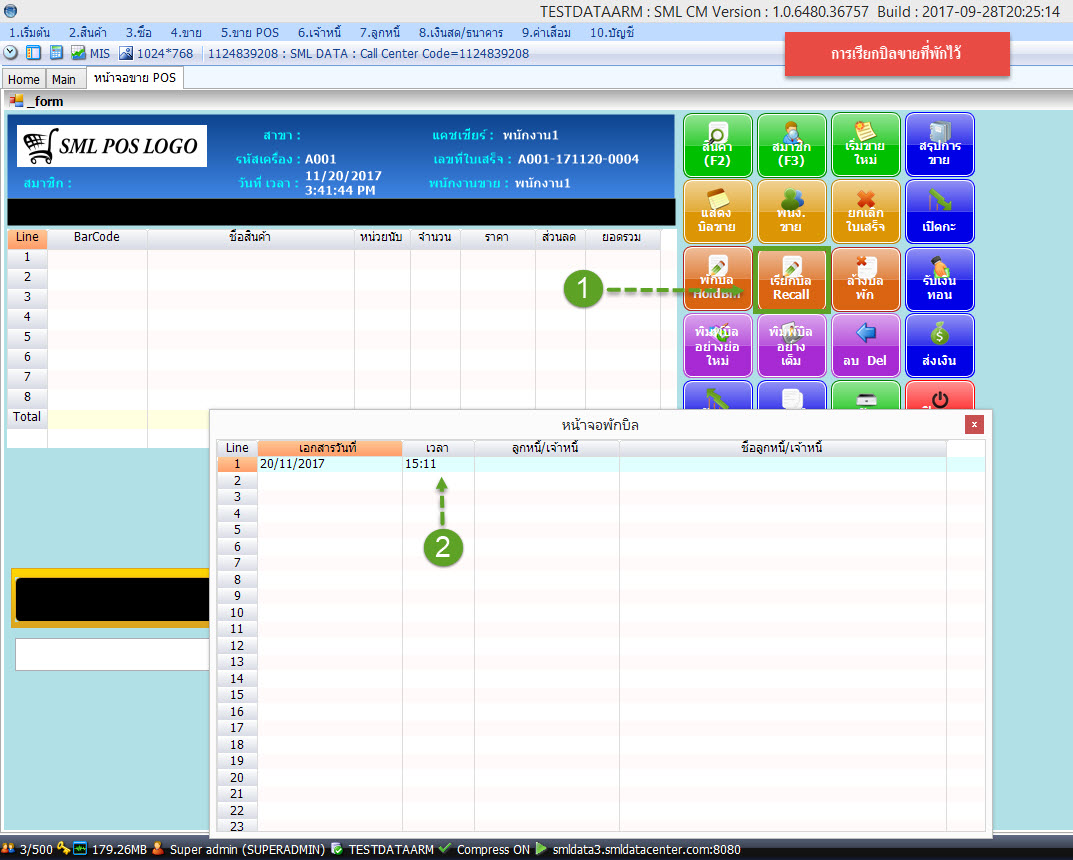 TESTDATAARM : SML CM Version : 1.0.6480.36757 Build : 2017-09-28T20:25:14
1.เริ่มต้น 2.สินค้า 3.ซื้อ 4.ขาย 5.ขาย POS 6.เจ้าหนี้ 7.ลูกหนี้ 8.เงินสด/ธนาคาร 9.ค่าเสื่อม 10.บัญชี
MIS 1024*768 1124839208 : SML DATA : Call Center Code=1124839208
การเรียกบิลขายที่พักไว้
Home Main หน้าจอขาย POS
_form
SML POS LOGO
สาขา :
แคชเชียร์ : พนักงาน1
รหัสเครื่อง : A001
เลขที่ใบเสร็จ : A001-171120-0004
สมาชิก :
วันที่ เวลา : 11/20/2017
3:41:44 PM
พนักงานขาย : พนักงาน1
สินค้า
(F2)
สมาชิก
(F3)
เริ่มขาย
ใหม่
สรุปการ
ขาย
แสดง
บิลขาย
พนง.
ขาย
ยกเลิก
ใบเสร็จ
เปิดกะ
พักบิล
HoldBill
เรียกบิล
Recall
ล้างบิล
พัก
รับเงิน
ทอน
พิมพ์บิล
อย่างย่อ
ใหม่
พิมพ์บิล
อย่าง
เต็ม
ลบ Del
ส่งเงิน
Line BarCode ชื่อสินค้า หน่วยนับ จำนวน ราคา ส่วนลด ยอดรวม
1
2
3
4
5
6
7
8
Total
1
หน้าจอพักบิล
x
Line เอกสารวันที่ เวลา ลูกหนี้/เจ้าหนี้ ชื่อลูกหนี้/เจ้าหนี้
1 20/11/2017 15:11
2
3
4
5
6
7
8
9
10
11
12
13
14
15
16
17
18
19
20
21
22
23
2
3/500 179.26MB Super admin (SUPERADMIN) TESTDATAARM Compress ON smldata3.smldatacenter.com:8080